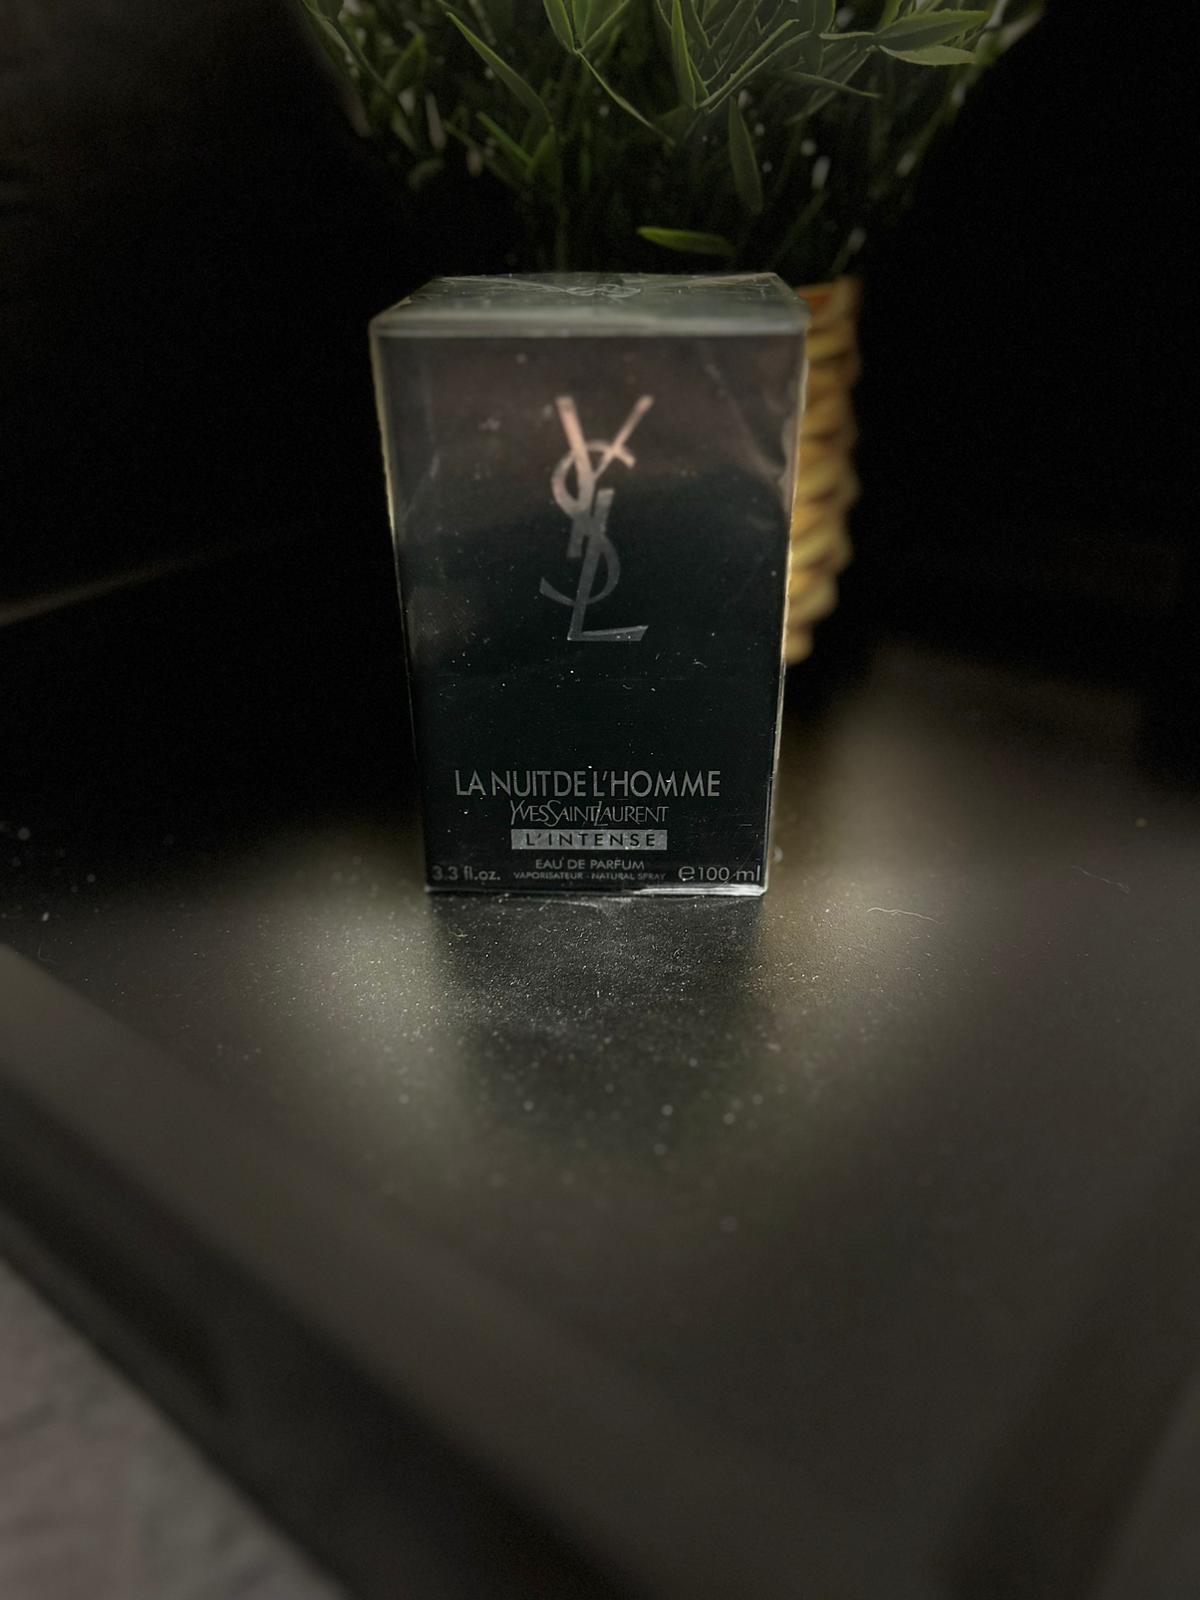 YSL
LA NUIT DE L'HOMME
YVESSAINTLAURENT
L'INTENSE
EAU DE PARFUM
3.3 fl.oz. VAPORISATEUR - NATURAL SPRAY ℮100 ml